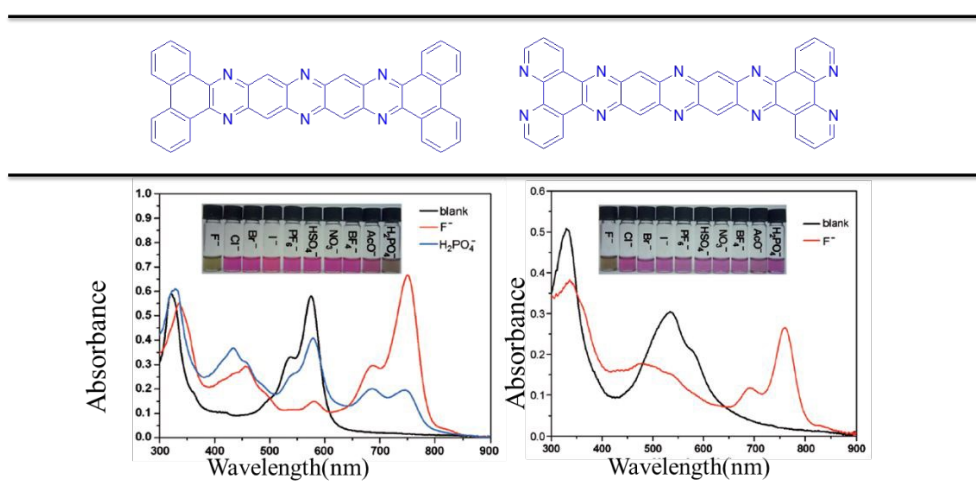 N N N N N N
N N N N N N N N N N
1.0
0.9
0.8
0.7
0.6
0.5
0.4
0.3
0.2
0.1
0.0
Absorbance
F⁻ Cl⁻ Br⁻ I⁻ PF₆⁻ HSO₄⁻ NO₃⁻ BF₄⁻ AcO⁻ H₂PO₄⁻
blank
F⁻
H₂PO₄⁻
300 400 500 600 700 800 900
Wavelength(nm)
0.6
0.5
0.4
0.3
0.2
0.1
0.0
Absorbance
F⁻ Cl⁻ Br⁻ I⁻ PF₆⁻ HSO₄⁻ NO₃⁻ BF₄⁻ AcO⁻ H₂PO₄⁻
blank
F⁻
300 400 500 600 700 800 900
Wavelength(nm)